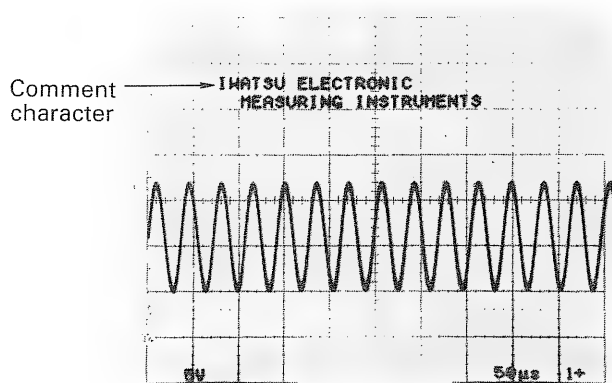 Comment
character
IWATSU ELECTRONIC
MEASURING INSTRUMENTS
50µs 1+